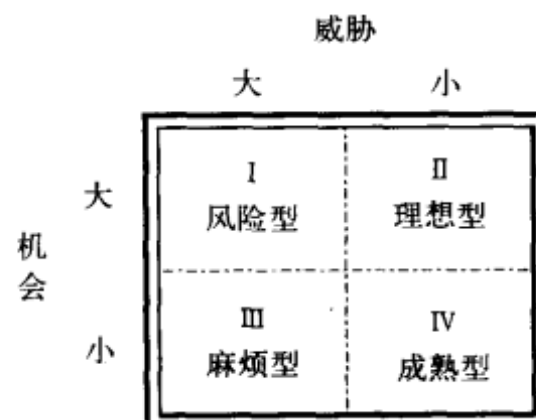 威胁
大 小
大
I II
风险型 理想型
机会
小
III IV
麻烦型 成熟型